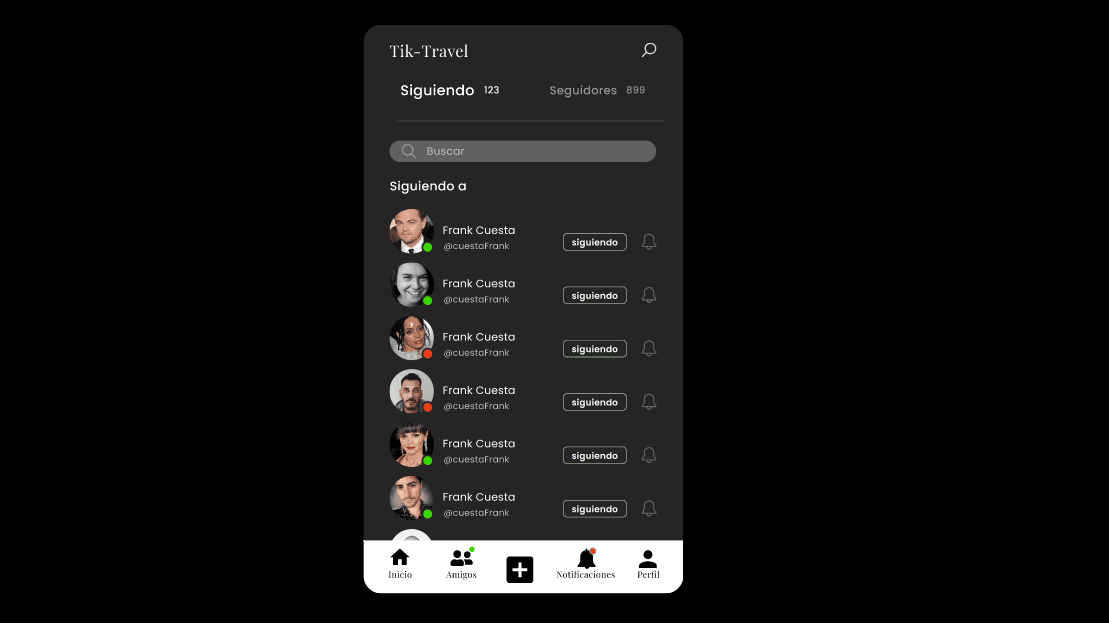 Tik-Travel
Siguiendo 123 Seguidores 899
Buscar
Siguiendo a
Frank Cuesta
@cuestaFrank
siguiendo
Frank Cuesta
@cuestaFrank
siguiendo
Frank Cuesta
@cuestaFrank
siguiendo
Frank Cuesta
@cuestaFrank
siguiendo
Frank Cuesta
@cuestaFrank
siguiendo
Frank Cuesta
@cuestaFrank
siguiendo
Inicio Amigos Notificaciones Perfil